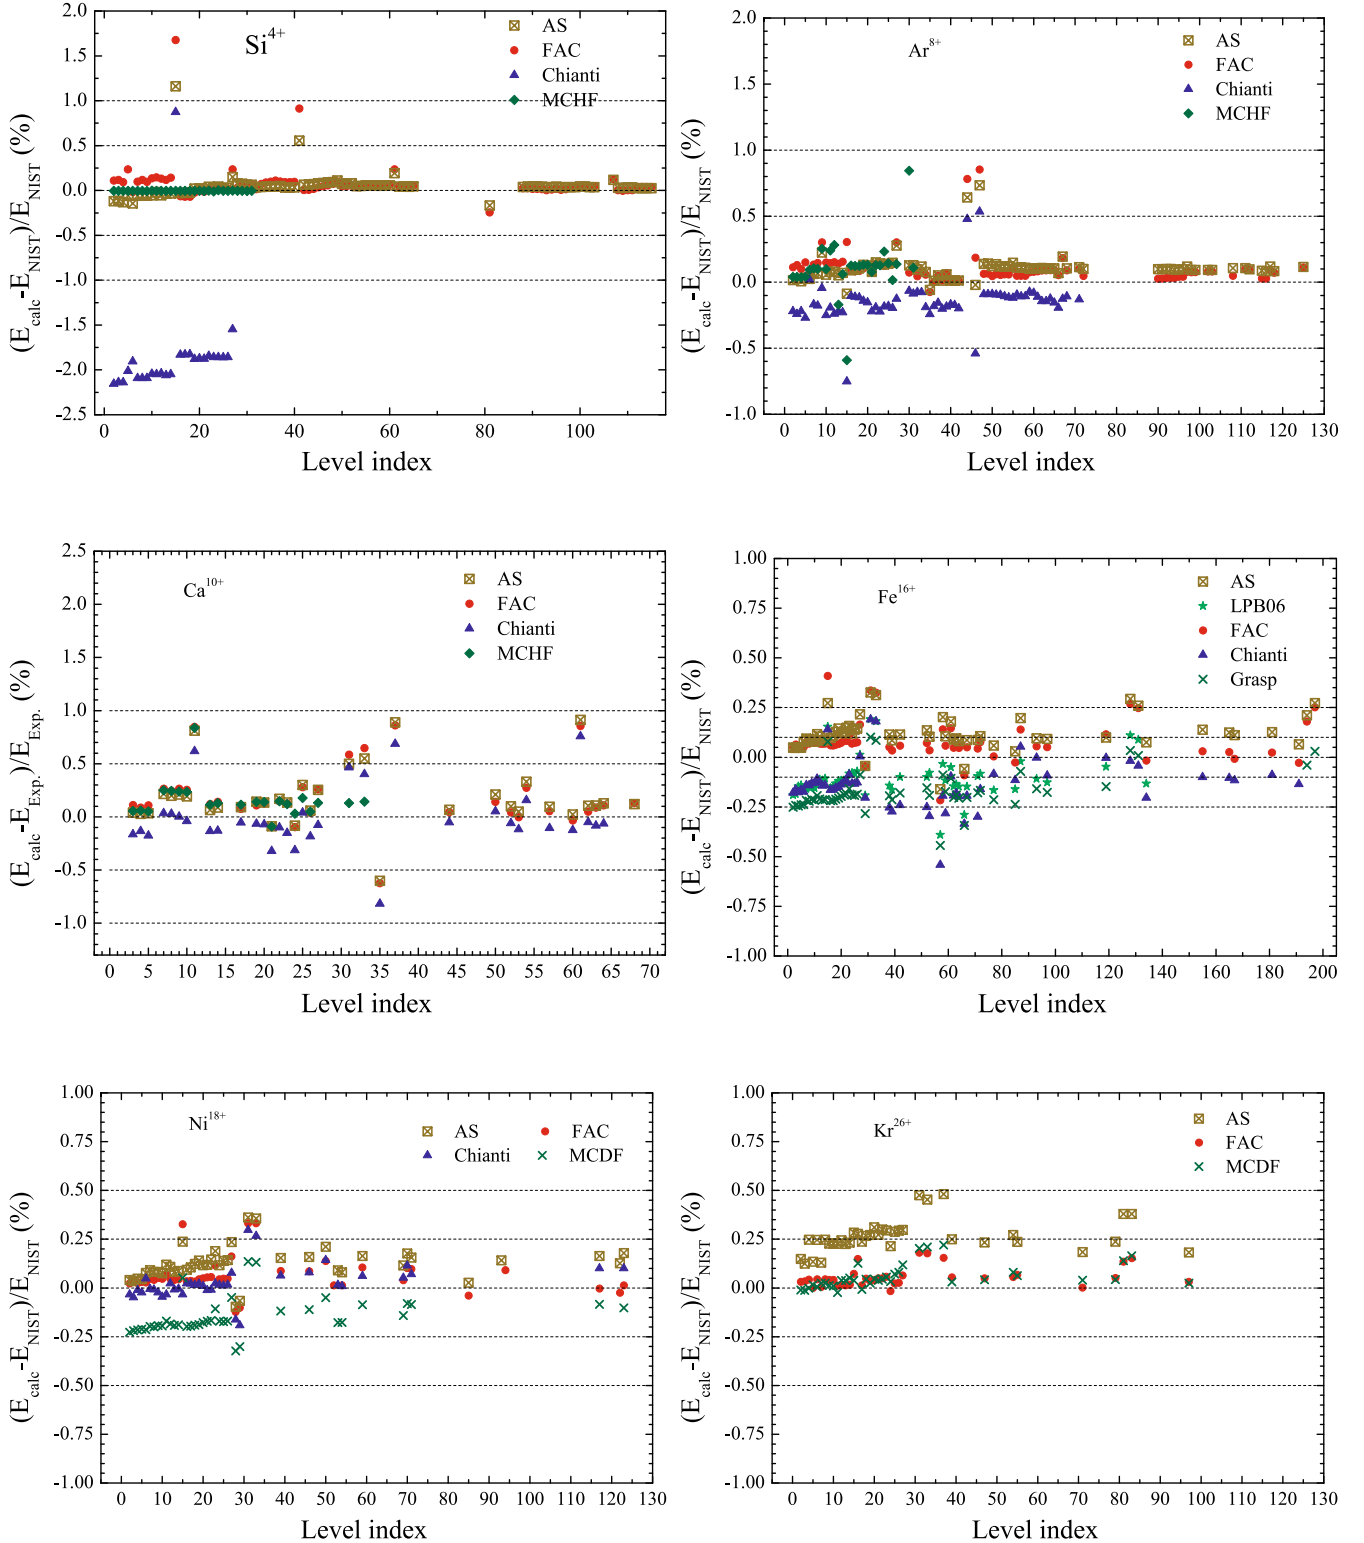 Si4+
AS
FAC
Chianti
MCHF
2.0
1.5
1.0
0.5
0.0
-0.5
-1.0
-1.5
-2.0
-2.5
0 20 40 60 80 100
Level index
(Ecalc-ENIST)/ENIST (%)
Ar8+
AS
FAC
Chianti
MCHF
2.0
1.5
1.0
0.5
0.0
-0.5
-1.0
0 10 20 30 40 50 60 70 80 90 100 110 120 130
Level index
(Ecalc-ENIST)/ENIST (%)
Ca10+
AS
FAC
Chianti
MCHF
2.5
2.0
1.5
1.0
0.5
0.0
-0.5
-1.0
0 5 10 15 20 25 30 35 40 45 50 55 60 65 70
Level index
(Ecalc-EExp.)/EExp. (%)
Fe16+
AS
LPB06
FAC
Chianti
Grasp
1.00
0.75
0.50
0.25
0.00
-0.25
-0.50
-0.75
-1.00
0 20 40 60 80 100 120 140 160 180 200
Level index
(Ecalc-ENIST)/ENIST (%)
Ni18+
AS FAC
Chianti MCDF
1.00
0.75
0.50
0.25
0.00
-0.25
-0.50
-0.75
-1.00
0 10 20 30 40 50 60 70 80 90 100 110 120 130
Level index
(Ecalc-ENIST)/ENIST (%)
Kr26+
AS
FAC
MCDF
1.00
0.75
0.50
0.25
0.00
-0.25
-0.50
-0.75
-1.00
0 10 20 30 40 50 60 70 80 90 100 110 120 130
Level index
(Ecalc-ENIST)/ENIST (%)